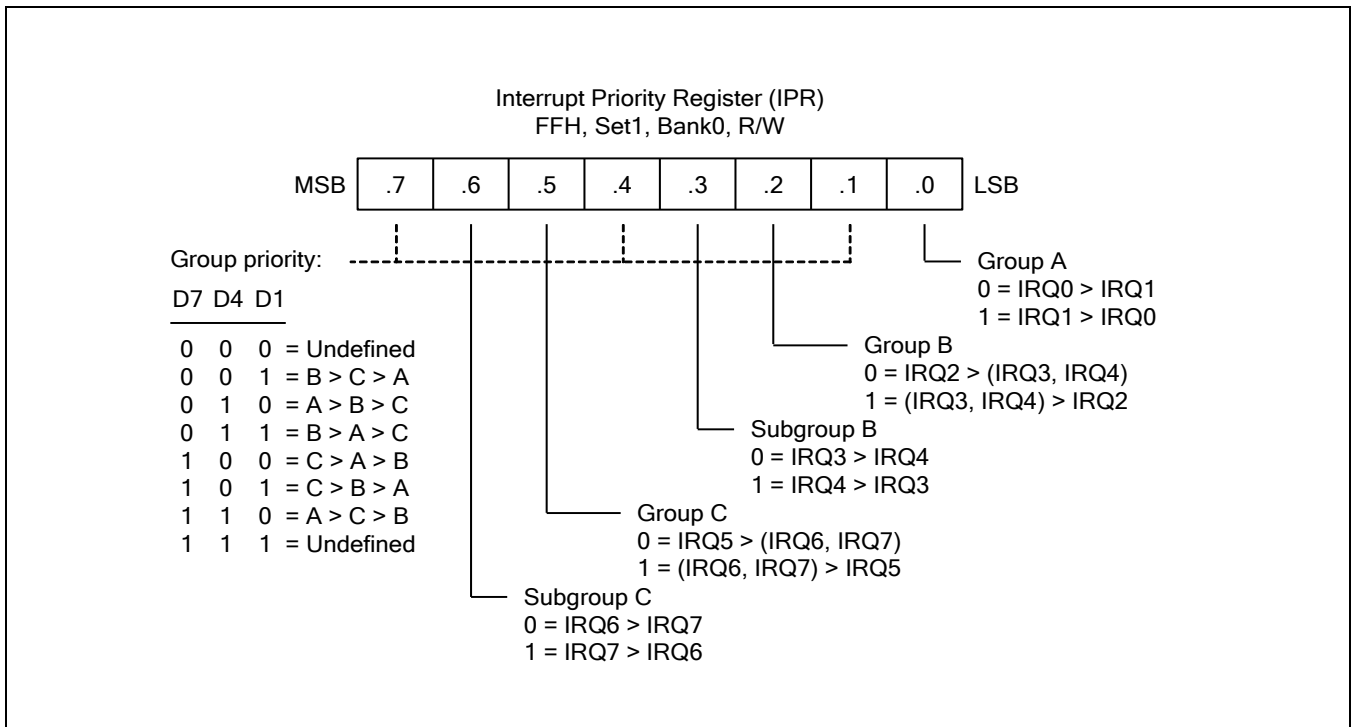 Interrupt Priority Register (IPR)
FFH, Set1, Bank0, R/W
MSB .7 .6 .5 .4 .3 .2 .1 .0 LSB
Group priority:
D7 D4 D1
0 0 0 = Undefined
0 0 1 = B > C > A
0 1 0 = A > B > C
0 1 1 = B > A > C
1 0 0 = C > A > B
1 0 1 = C > B > A
1 1 0 = A > C > B
1 1 1 = Undefined
Group A
0 = IRQ0 > IRQ1
1 = IRQ1 > IRQ0
Group B
0 = IRQ2 > (IRQ3, IRQ4)
1 = (IRQ3, IRQ4) > IRQ2
Subgroup B
0 = IRQ3 > IRQ4
1 = IRQ4 > IRQ3
Group C
0 = IRQ5 > (IRQ6, IRQ7)
1 = (IRQ6, IRQ7) > IRQ5
Subgroup C
0 = IRQ6 > IRQ7
1 = IRQ7 > IRQ6